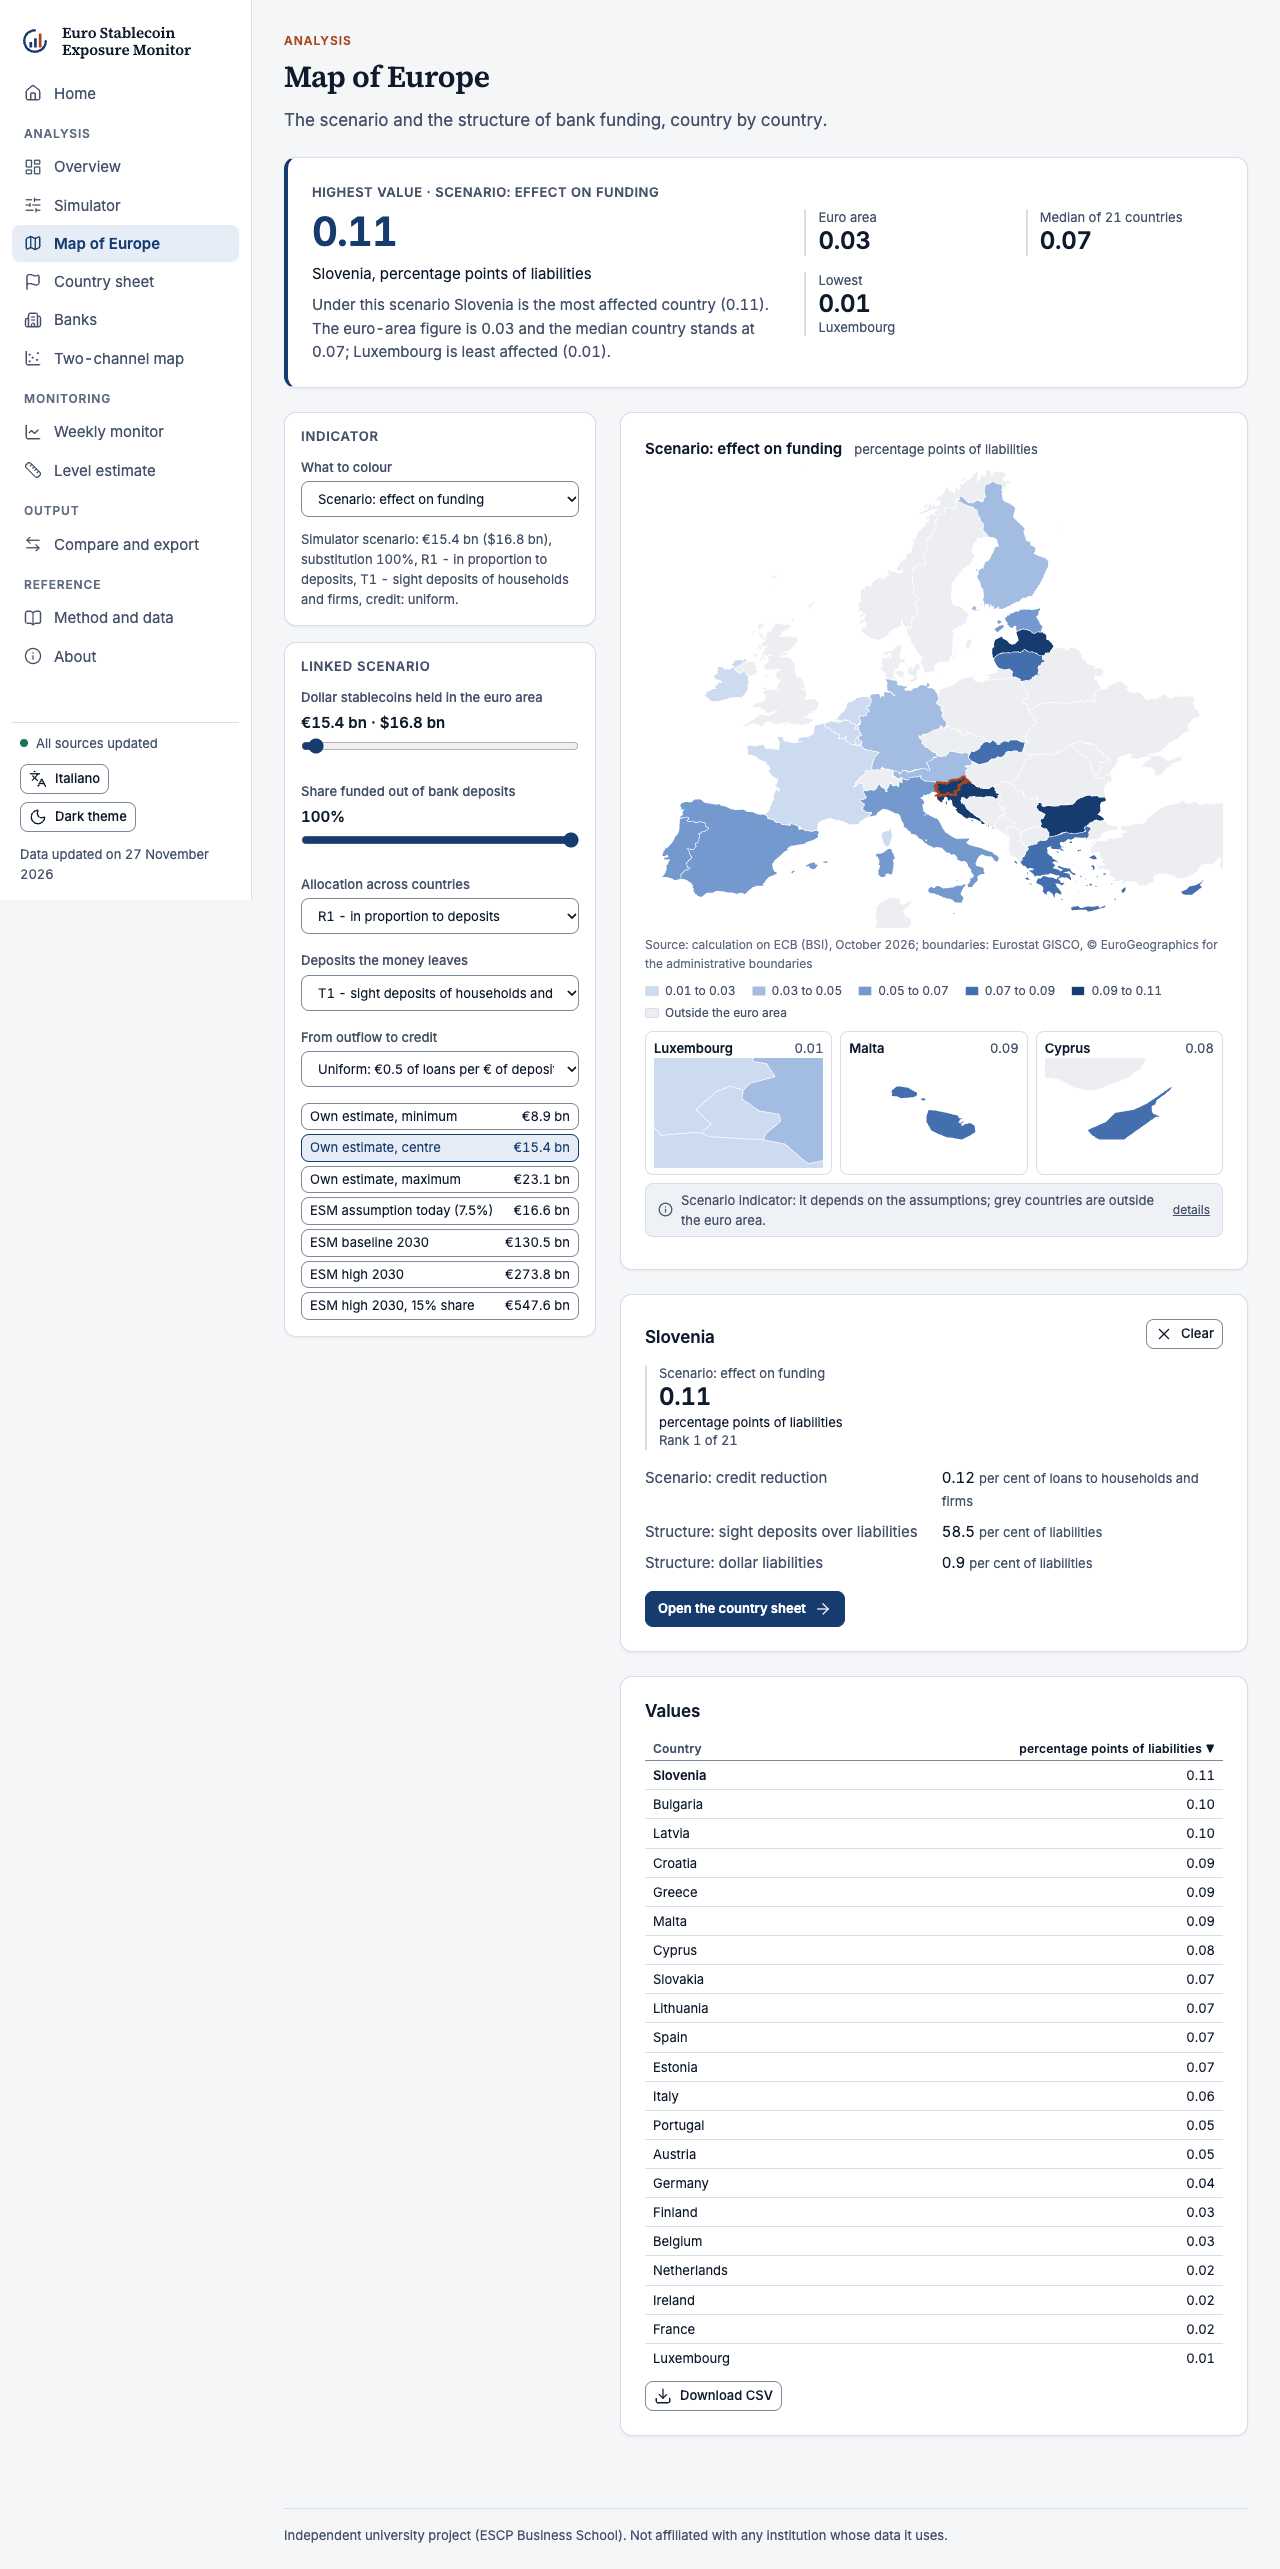 Euro Stablecoin
Exposure Monitor
Home
ANALYSIS
Overview
Simulator
Map of Europe
Country sheet
Banks
Two-channel map
MONITORING
Weekly monitor
Level estimate
OUTPUT
Compare and export
REFERENCE
Method and data
About
All sources updated
Italiano
Dark theme
Data updated on 27 November
2026
ANALYSIS
Map of Europe
The scenario and the structure of bank funding, country by country.
HIGHEST VALUE · SCENARIO: EFFECT ON FUNDING
0.11
Slovenia, percentage points of liabilities
Under this scenario Slovenia is the most affected country (0.11).
The euro-area figure is 0.03 and the median country stands at
0.07; Luxembourg is least affected (0.01).
Euro area
0.03
Median of 21 countries
0.07
Lowest
0.01
Luxembourg
INDICATOR
What to colour
Scenario: effect on funding
Simulator scenario: €15.4 bn ($16.8 bn),
substitution 100%, R1 - in proportion to
deposits, T1 - sight deposits of households
and firms, credit: uniform.
LINKED SCENARIO
Dollar stablecoins held in the euro area
€15.4 bn · $16.8 bn
Share funded out of bank deposits
100%
Allocation across countries
R1 - in proportion to deposits
Deposits the money leaves
T1 - sight deposits of households and
From outflow to credit
Uniform: €0.5 of loans per € of deposit
Own estimate, minimum €8.9 bn
Own estimate, centre €15.4 bn
Own estimate, maximum €23.1 bn
ESM assumption today (7.5%) €16.6 bn
ESM baseline 2030 €130.5 bn
ESM high 2030 €273.8 bn
ESM high 2030, 15% share €547.6 bn
Scenario: effect on funding percentage points of liabilities
Source: calculation on ECB (BSI), October 2026; boundaries: Eurostat GISCO, © EuroGeographics for
the administrative boundaries
0.01 to 0.03 0.03 to 0.05 0.05 to 0.07 0.07 to 0.09 0.09 to 0.11
Outside the euro area
Luxembourg 0.01
Malta 0.09
Cyprus 0.08
Scenario indicator: it depends on the assumptions; grey countries are outside
the euro area.
details
Slovenia
Clear
Scenario: effect on funding
0.11
percentage points of liabilities
Rank 1 of 21
Scenario: credit reduction 0.12 per cent of loans to households and
firms
Structure: sight deposits over liabilities 58.5 per cent of liabilities
Structure: dollar liabilities 0.9 per cent of liabilities
Open the country sheet
Values
Country percentage points of liabilities ▼
Slovenia 0.11
Bulgaria 0.10
Latvia 0.10
Croatia 0.09
Greece 0.09
Malta 0.09
Cyprus 0.08
Slovakia 0.07
Lithuania 0.07
Spain 0.07
Estonia 0.07
Italy 0.06
Portugal 0.05
Austria 0.05
Germany 0.04
Finland 0.03
Belgium 0.03
Netherlands 0.02
Ireland 0.02
France 0.02
Luxembourg 0.01
Download CSV
Independent university project (ESCP Business School). Not affiliated with any institution whose data it uses.